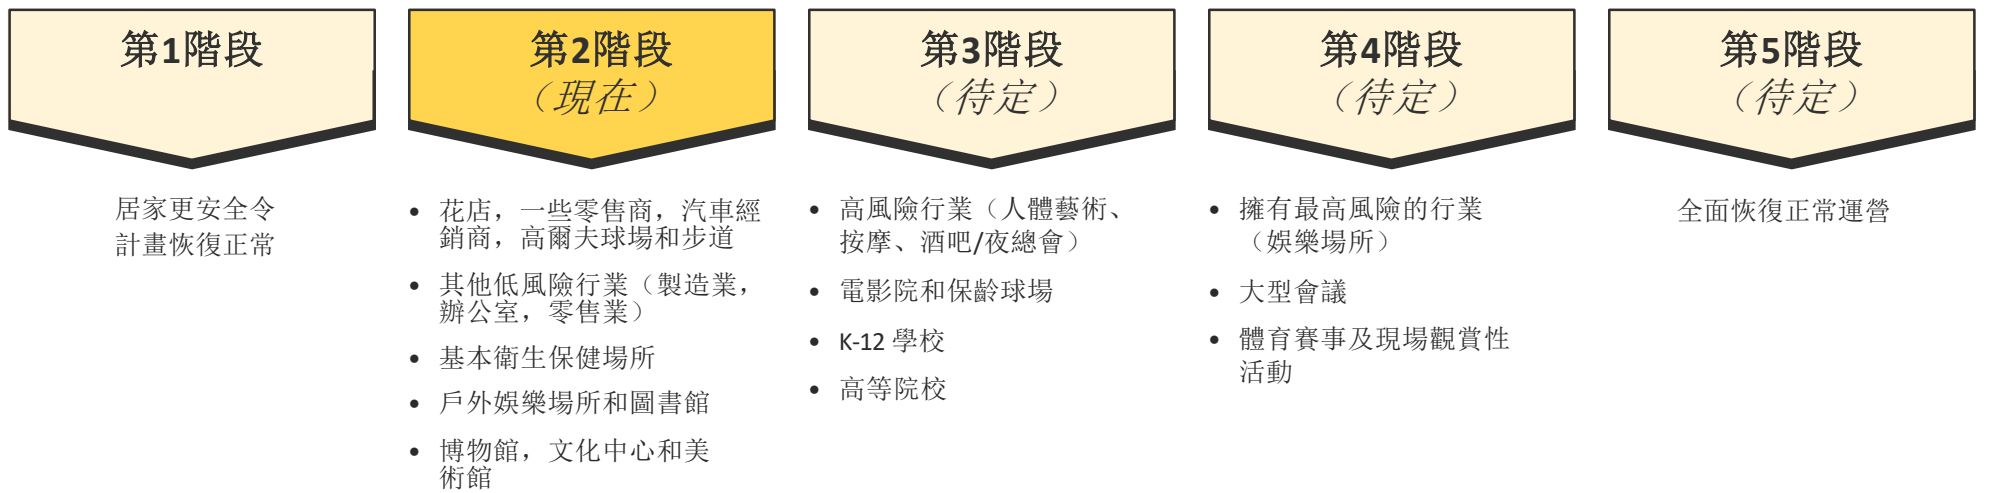 第1階段
居家更安全令
計畫恢復正常
第2階段
（現在）
• 花店，一些零售商，汽車經
銷商，高爾夫球場和步道
• 其他低風險行業（製造業，
辦公室，零售業）
• 基本衛生保健場所
• 戶外娛樂場所和圖書館
• 博物館，文化中心和美
術館
第3階段
（待定）
• 高風險行業（人體藝術、
按摩、酒吧/夜總會）
• 電影院和保齡球場
• K-12 學校
• 高等院校
第4階段
（待定）
• 擁有最高風險的行業
（娛樂場所）
• 大型會議
• 體育賽事及現場觀賞性
活動
第5階段
（待定）
全面恢復正常運營